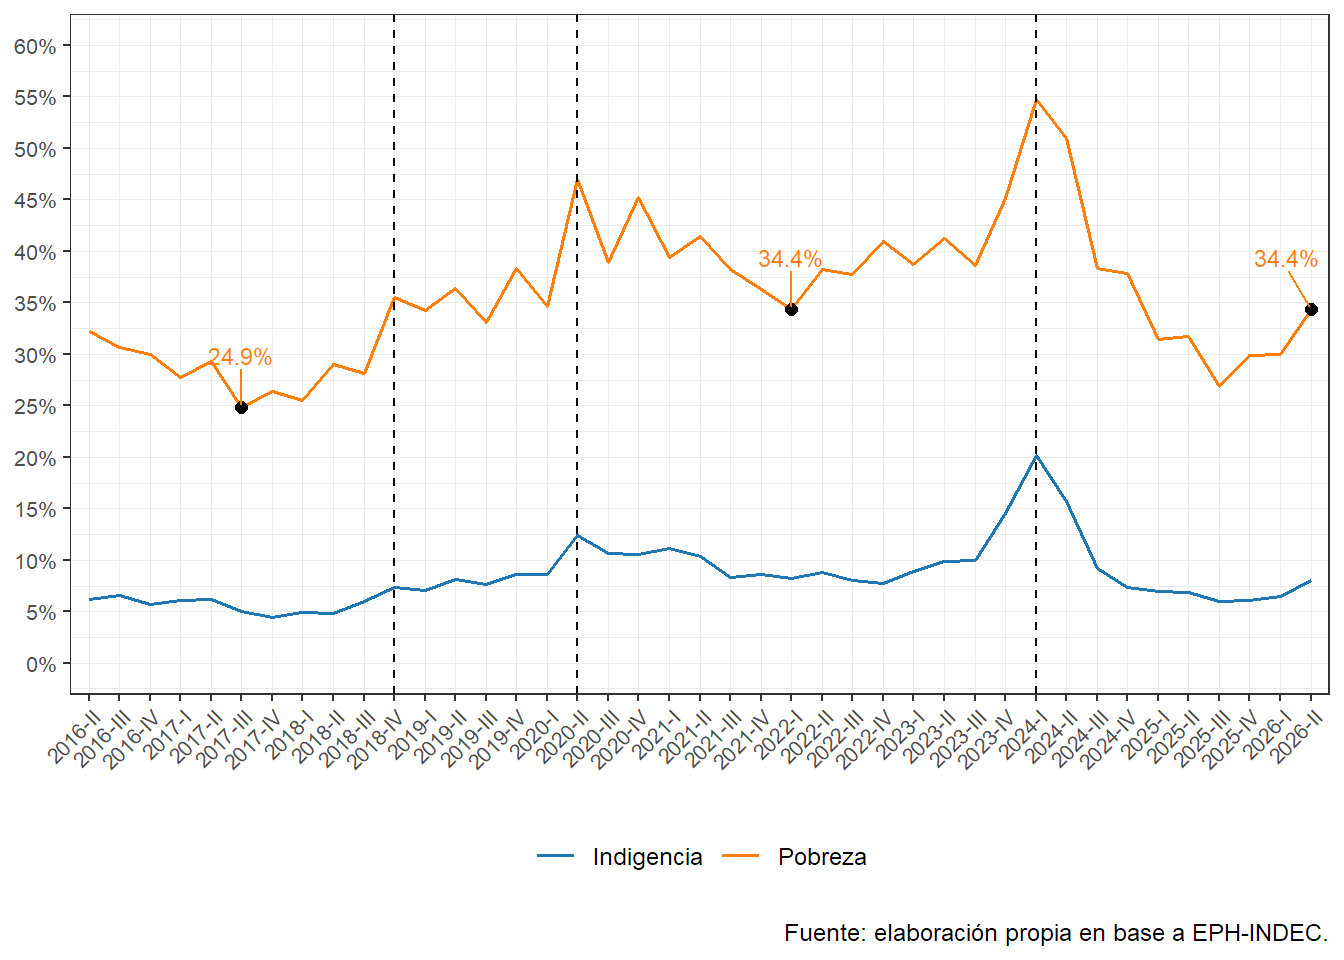 60%
55%
50%
45%
40%
35%
30%
25%
20%
15%
10%
5%
0%
34.4%
34.4%
24.9%
2016-II
2016-III
2016-IV
2017-I
2017-II
2017-III
2017-IV
2018-I
2018-II
2018-III
2018-IV
2019-I
2019-II
2019-III
2019-IV
2020-I
2020-II
2020-III
2020-IV
2021-I
2021-II
2021-III
2021-IV
2022-I
2022-II
2022-III
2022-IV
2023-I
2023-II
2023-III
2023-IV
2024-I
2024-II
2024-III
2024-IV
2025-I
2025-II
2025-III
2025-IV
2026-I
2026-II
Indigencia
Pobreza
Fuente: elaboración propia en base a EPH-INDEC.